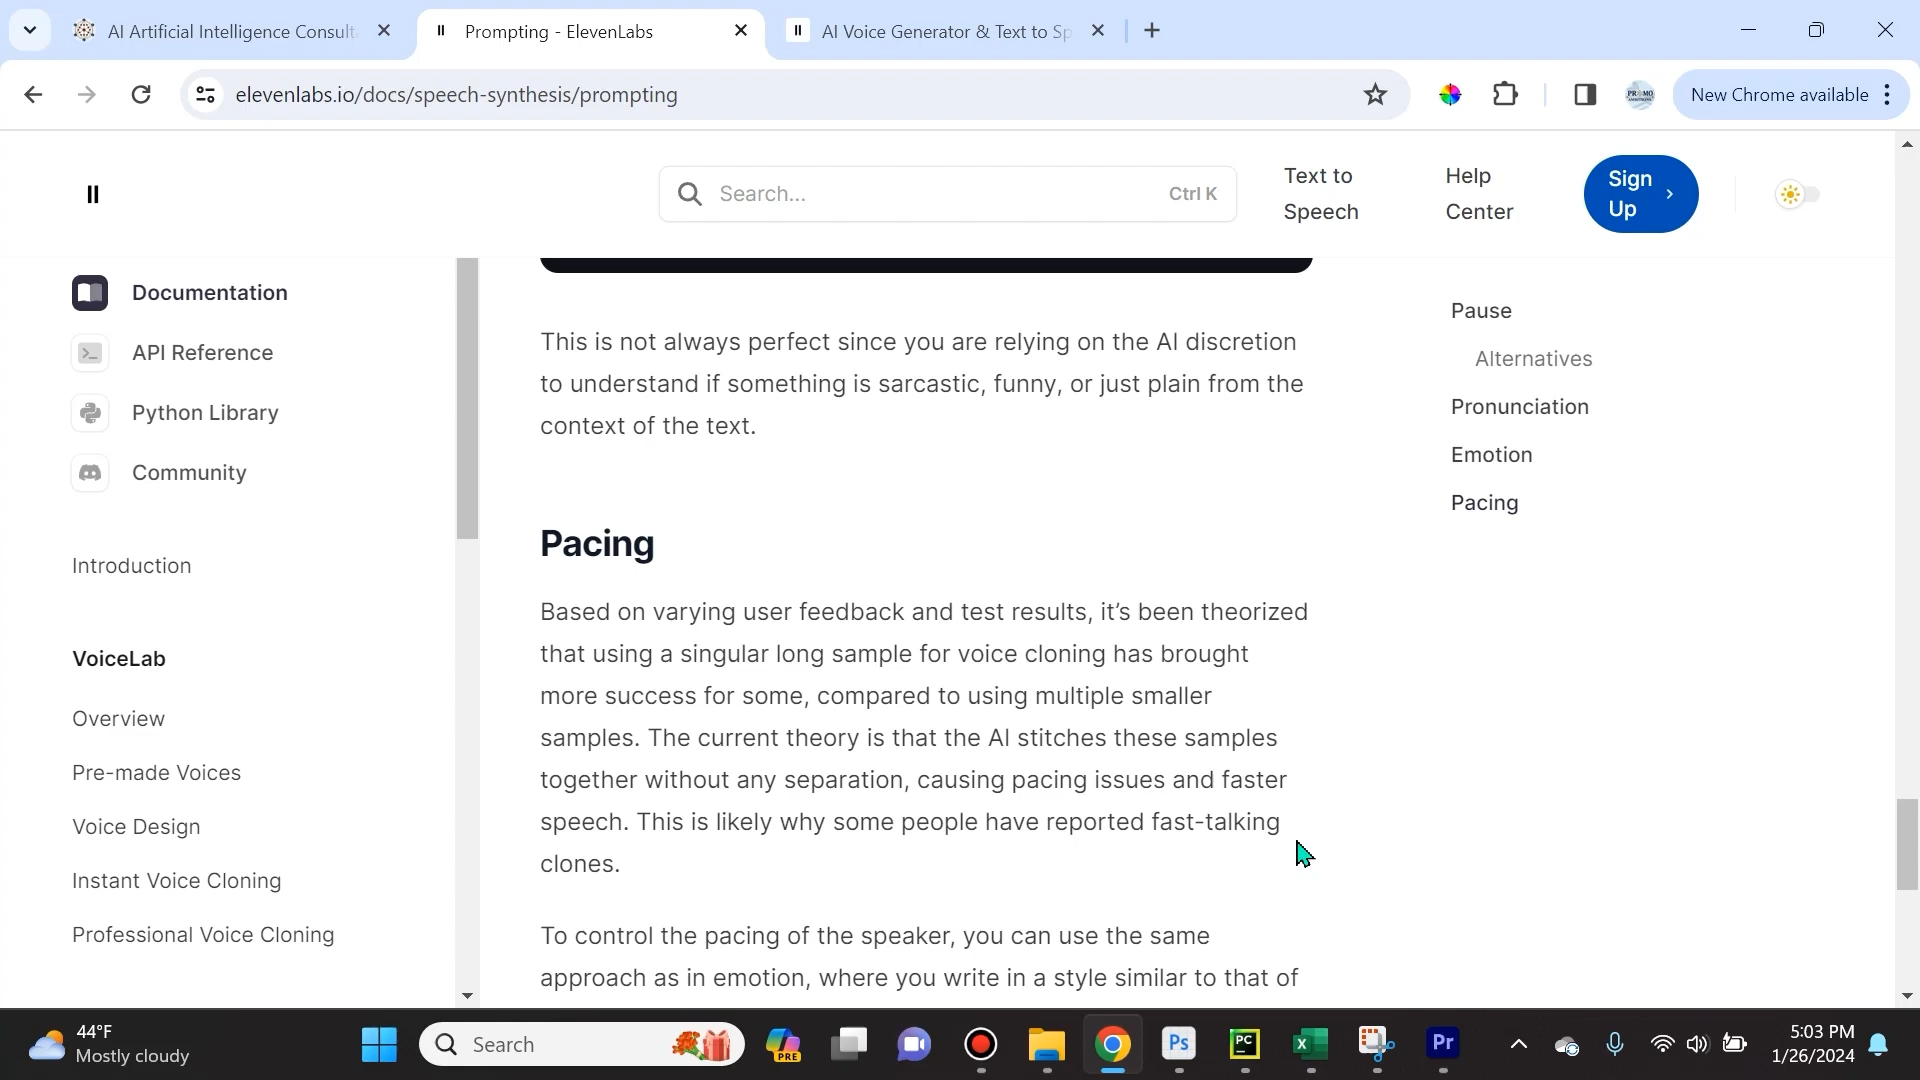 AI Artificial Intelligence Consult
Prompting - ElevenLabs
AI Voice Generator & Text to Sp
elevenlabs.io/docs/speech-synthesis/prompting
New Chrome available
Search...
Ctrl K
Text to
Speech
Help
Center
Sign
Up
Documentation
API Reference
Python Library
Community
Introduction
VoiceLab
Overview
Pre-made Voices
Voice Design
Instant Voice Cloning
Professional Voice Cloning
This is not always perfect since you are relying on the AI discretion
to understand if something is sarcastic, funny, or just plain from the
context of the text.
Pacing
Based on varying user feedback and test results, it’s been theorized
that using a singular long sample for voice cloning has brought
more success for some, compared to using multiple smaller
samples. The current theory is that the AI stitches these samples
together without any separation, causing pacing issues and faster
speech. This is likely why some people have reported fast-talking
clones.
To control the pacing of the speaker, you can use the same
approach as in emotion, where you write in a style similar to that of
Pause
Alternatives
Pronunciation
Emotion
Pacing
44°F
Mostly cloudy
Search
PRE
Ps
PC
X
Pr
5:03 PM
1/26/2024